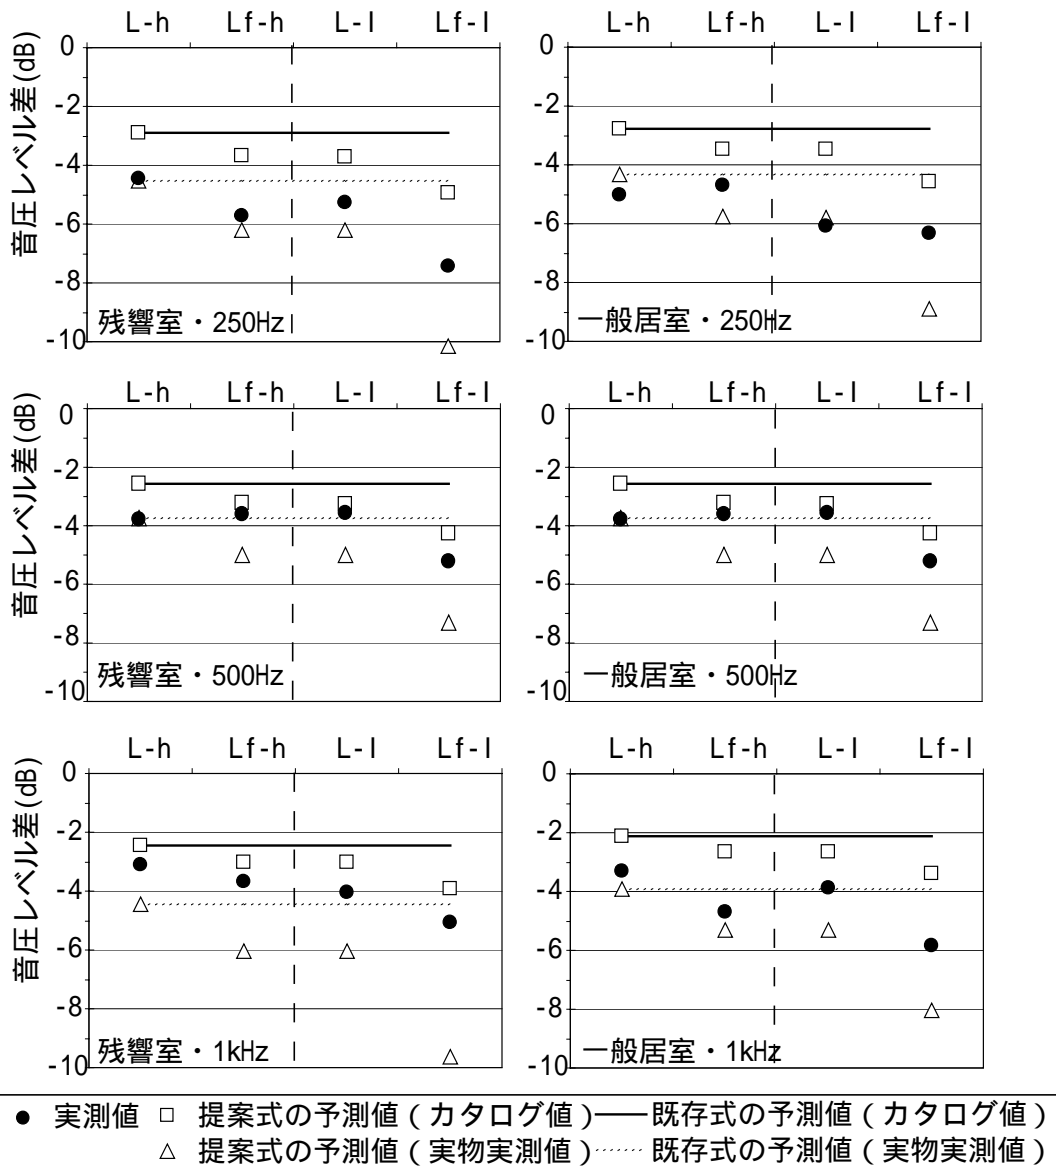 L-h Lf-h L-l Lf-l L-h Lf-h L-l Lf-l
音圧レベル差(dB)
0
-2
-4
-6
-8
-10
残響室・250Hz
0
-2
-4
-6
-8
-10
一般居室・250Hz
L-h Lf-h L-l Lf-l L-h Lf-h L-l Lf-l
音圧レベル差(dB)
0
-2
-4
-6
-8
-10
残響室・500Hz
0
-2
-4
-6
-8
-10
一般居室・500Hz
L-h Lf-h L-l Lf-l L-h Lf-h L-l Lf-l
音圧レベル差(dB)
0
-2
-4
-6
-8
-10
残響室・1kHz
0
-2
-4
-6
-8
-10
一般居室・1kHz
実測値 提案式の予測値(カタログ値) 既存式の予測値(カタログ値)
提案式の予測値(実物実測値) 既存式の予測値(実物実測値)